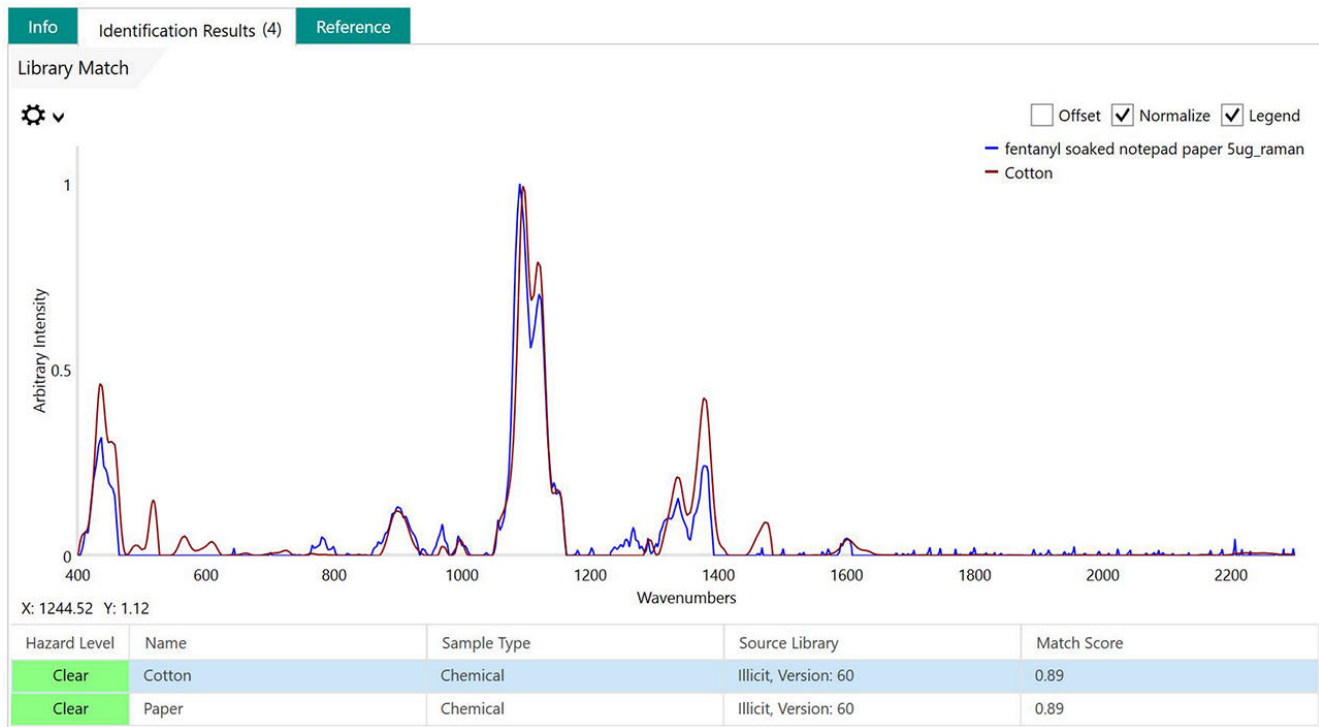 Info Identification Results (4) Reference
Library Match
Offset Normalize Legend
fentanyl soaked notepad paper 5ug_raman
Cotton
1
0.5
0
Arbitrary Intensity
400 600 800 1000 1200 1400 1600 1800 2000 2200
Wavenumbers
X: 1244.52 Y: 1.12
Hazard Level Name Sample Type Source Library Match Score
Clear Cotton Chemical Illicit, Version: 60 0.89
Clear Paper Chemical Illicit, Version: 60 0.89